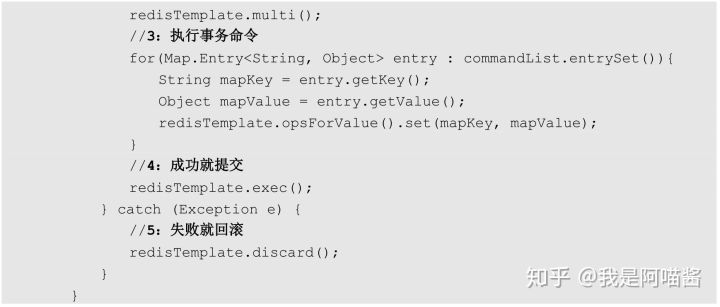 redisTemplate.multi();
//3：执行事务命令
for(Map.Entry<String, Object> entry : commandList.entrySet()){
String mapKey = entry.getKey();
Object mapValue = entry.getValue();
redisTemplate.opsForValue().set(mapKey, mapValue);
}
//4：成功就提交
redisTemplate.exec();
} catch (Exception e) {
//5：失败就回滚
redisTemplate.discard();
}
}
知乎 @我是阿喵酱